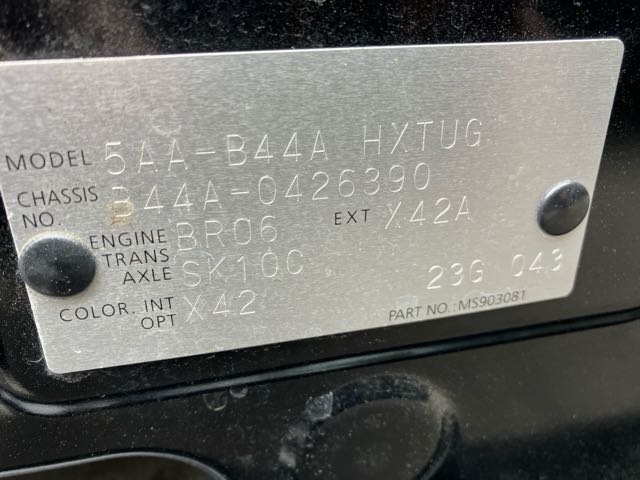 MODEL 5AA-B44A HXTUG
CHASSIS NO. B44A-0426390
ENGINE BR06 EXT X42A
TRANS AXLE SK10C
COLOR. INT OPT X42 23G 043
PART NO.: MS903081